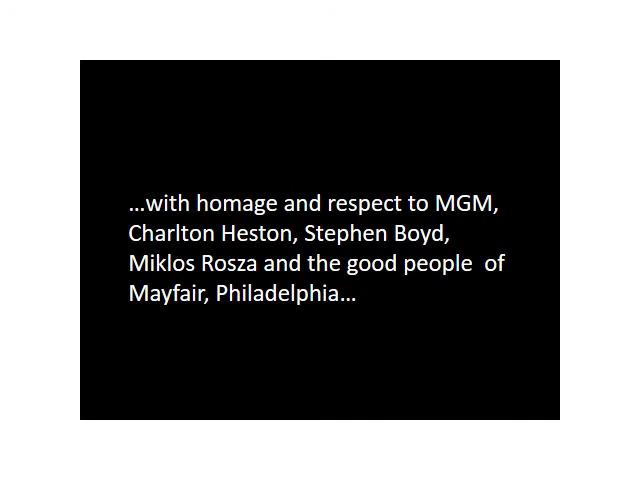 …with homage and respect to MGM,
Charlton Heston, Stephen Boyd,
Miklos Rosza and the good people  of
Mayfair, Philadelphia…